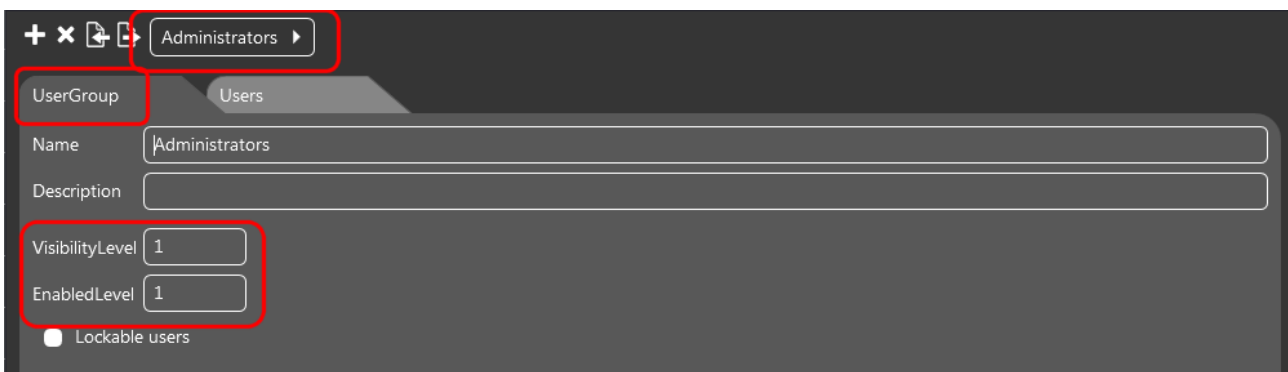 Administrators
UserGroup Users
Name Administrators
Description
VisibilityLevel 1
EnabledLevel 1
Lockable users